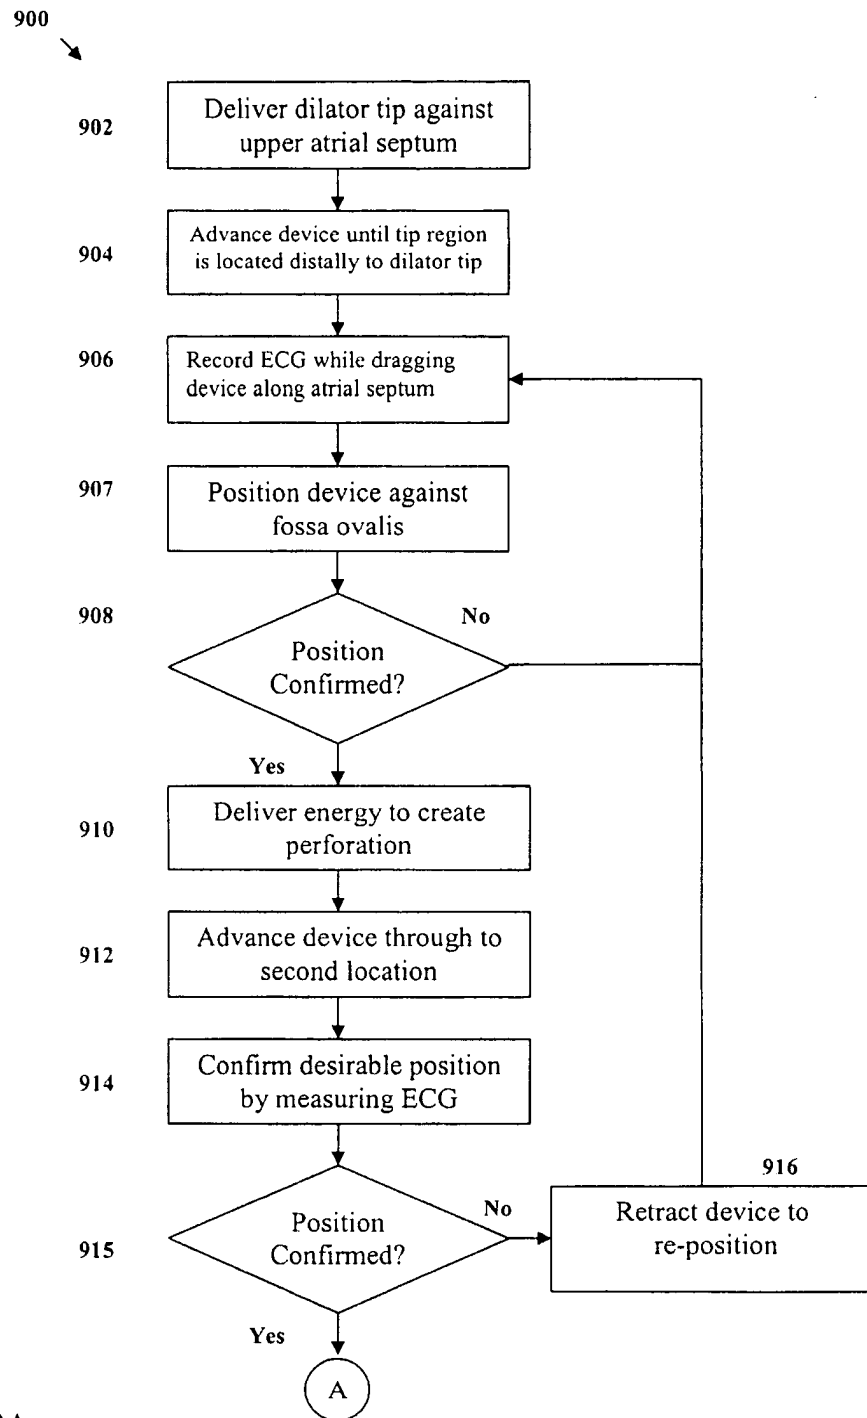 900
902
Deliver dilator tip against
upper atrial septum
904
Advance device until tip region
is located distally to dilator tip
906
Record ECG while dragging
device along atrial septum
907
Position device against
fossa ovalis
908
No
Position
Confirmed?
Yes
910
Deliver energy to create
perforation
912
Advance device through to
second location
914
Confirm desirable position
by measuring ECG
916
915
No
Position
Confirmed?
Retract device to
re-position
Yes
A